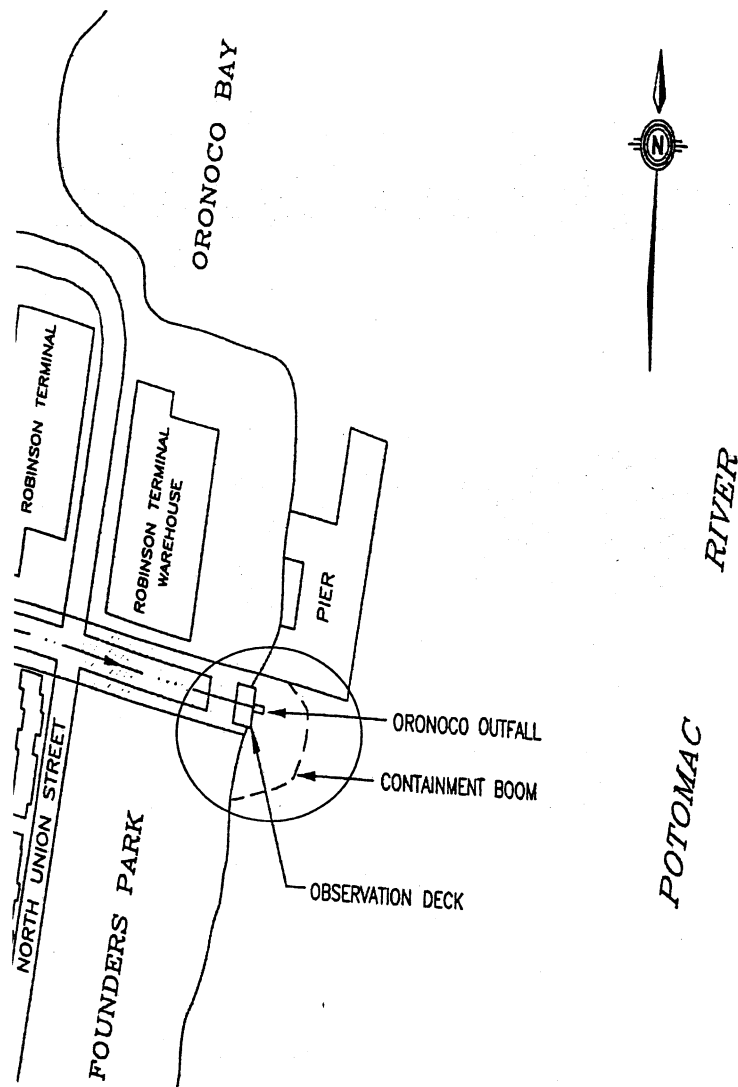 ORONOCO BAY
N
ROBINSON TERMINAL
ROBINSON TERMINAL
WAREHOUSE
PIER
RIVER
POTOMAC
ORONOCO OUTFALL
CONTAINMENT BOOM
OBSERVATION DECK
NORTH UNION STREET
FOUNDERS PARK